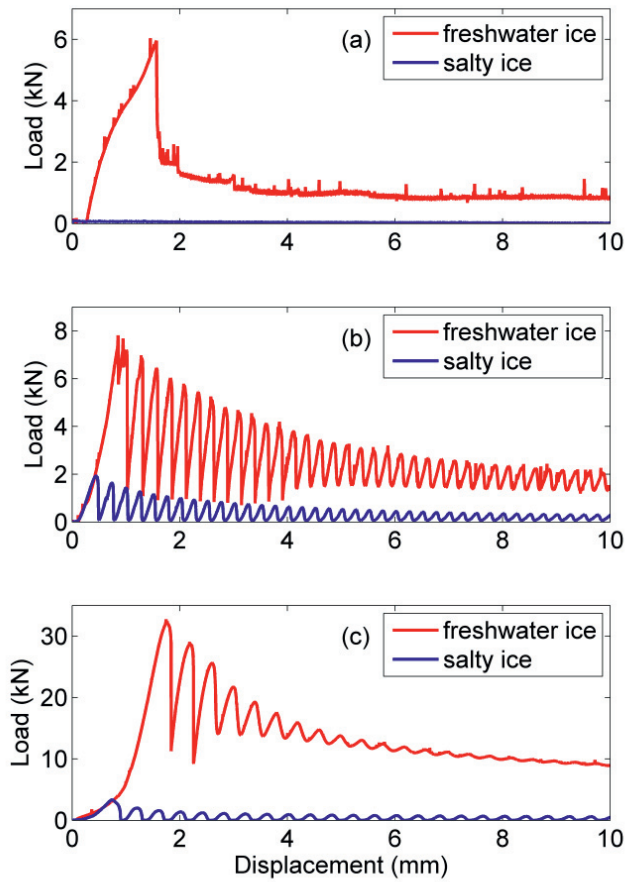 (a)
freshwater ice
salty ice
Load (kN)
6
4
2
0
0 2 4 6 8 10
(b)
freshwater ice
salty ice
Load (kN)
8
6
4
2
0
0 2 4 6 8 10
(c)
freshwater ice
salty ice
Load (kN)
30
20
10
0
0 2 4 6 8 10
Displacement (mm)